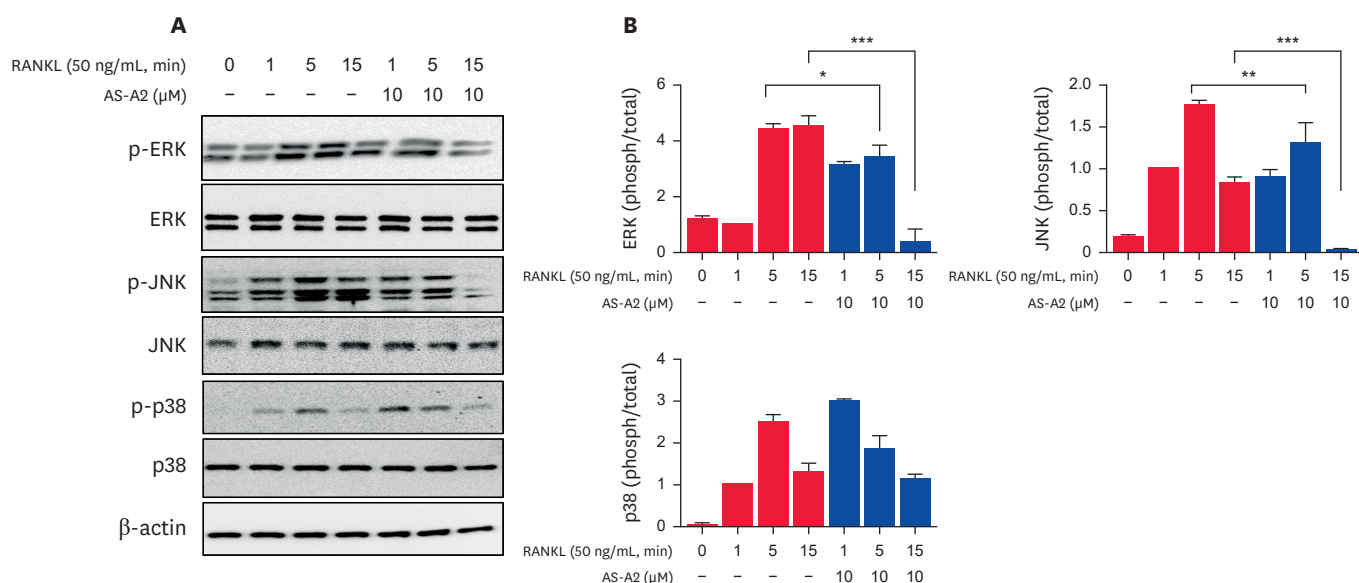 A
RANKL (50 ng/mL, min) 0 1 5 15 1 5 15
AS-A2 (μM) – – – – 10 10 10
p-ERK
ERK
p-JNK
JNK
p-p38
p38
β-actin
B
***
*
6
4
2
0
ERK (phosph/total)
RANKL (50 ng/mL, min) 0 1 5 15 1 5 15
AS-A2 (μM) – – – – 10 10 10
***
**
2.0
1.5
1.0
0.5
0
JNK (phosph/total)
RANKL (50 ng/mL, min) 0 1 5 15 1 5 15
AS-A2 (μM) – – – – 10 10 10
4
3
2
1
0
p38 (phosph/total)
RANKL (50 ng/mL, min) 0 1 5 15 1 5 15
AS-A2 (μM) – – – – 10 10 10